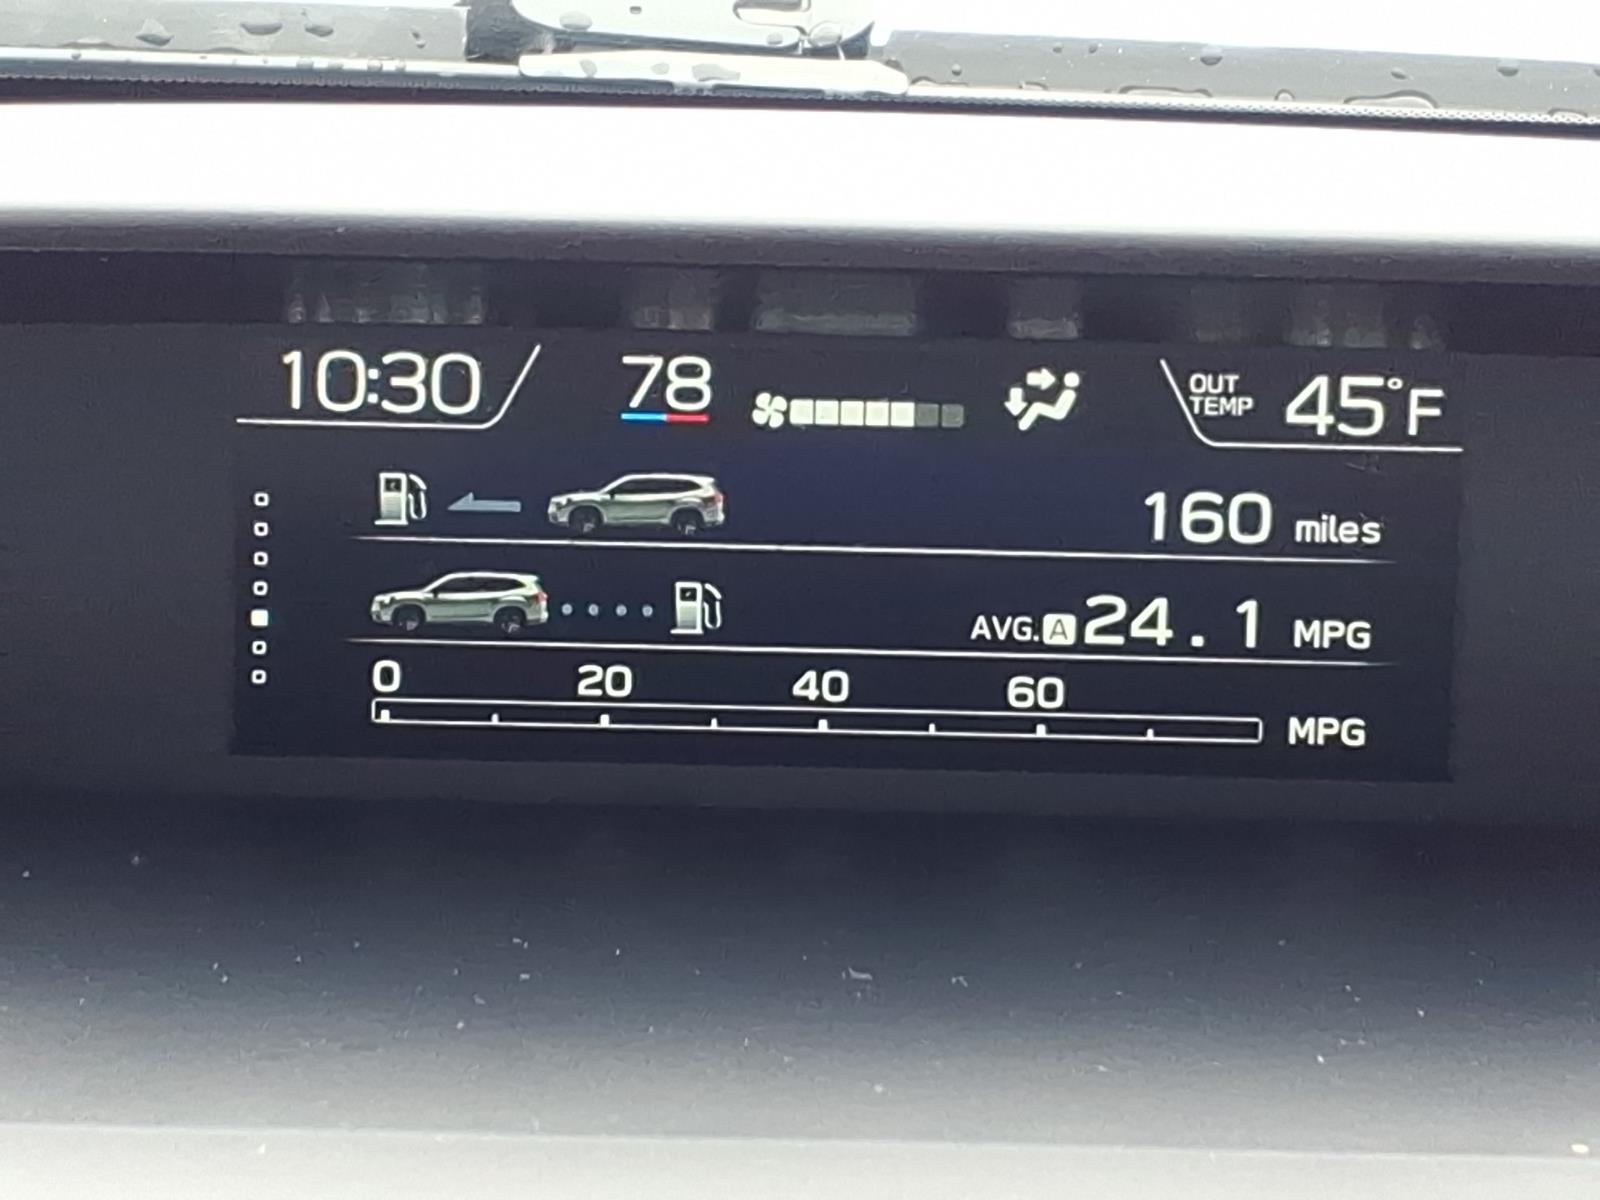 10:30
78
OUT TEMP 45°F
160 miles
AVG. A 24.1 MPG
0 20 40 60
MPG